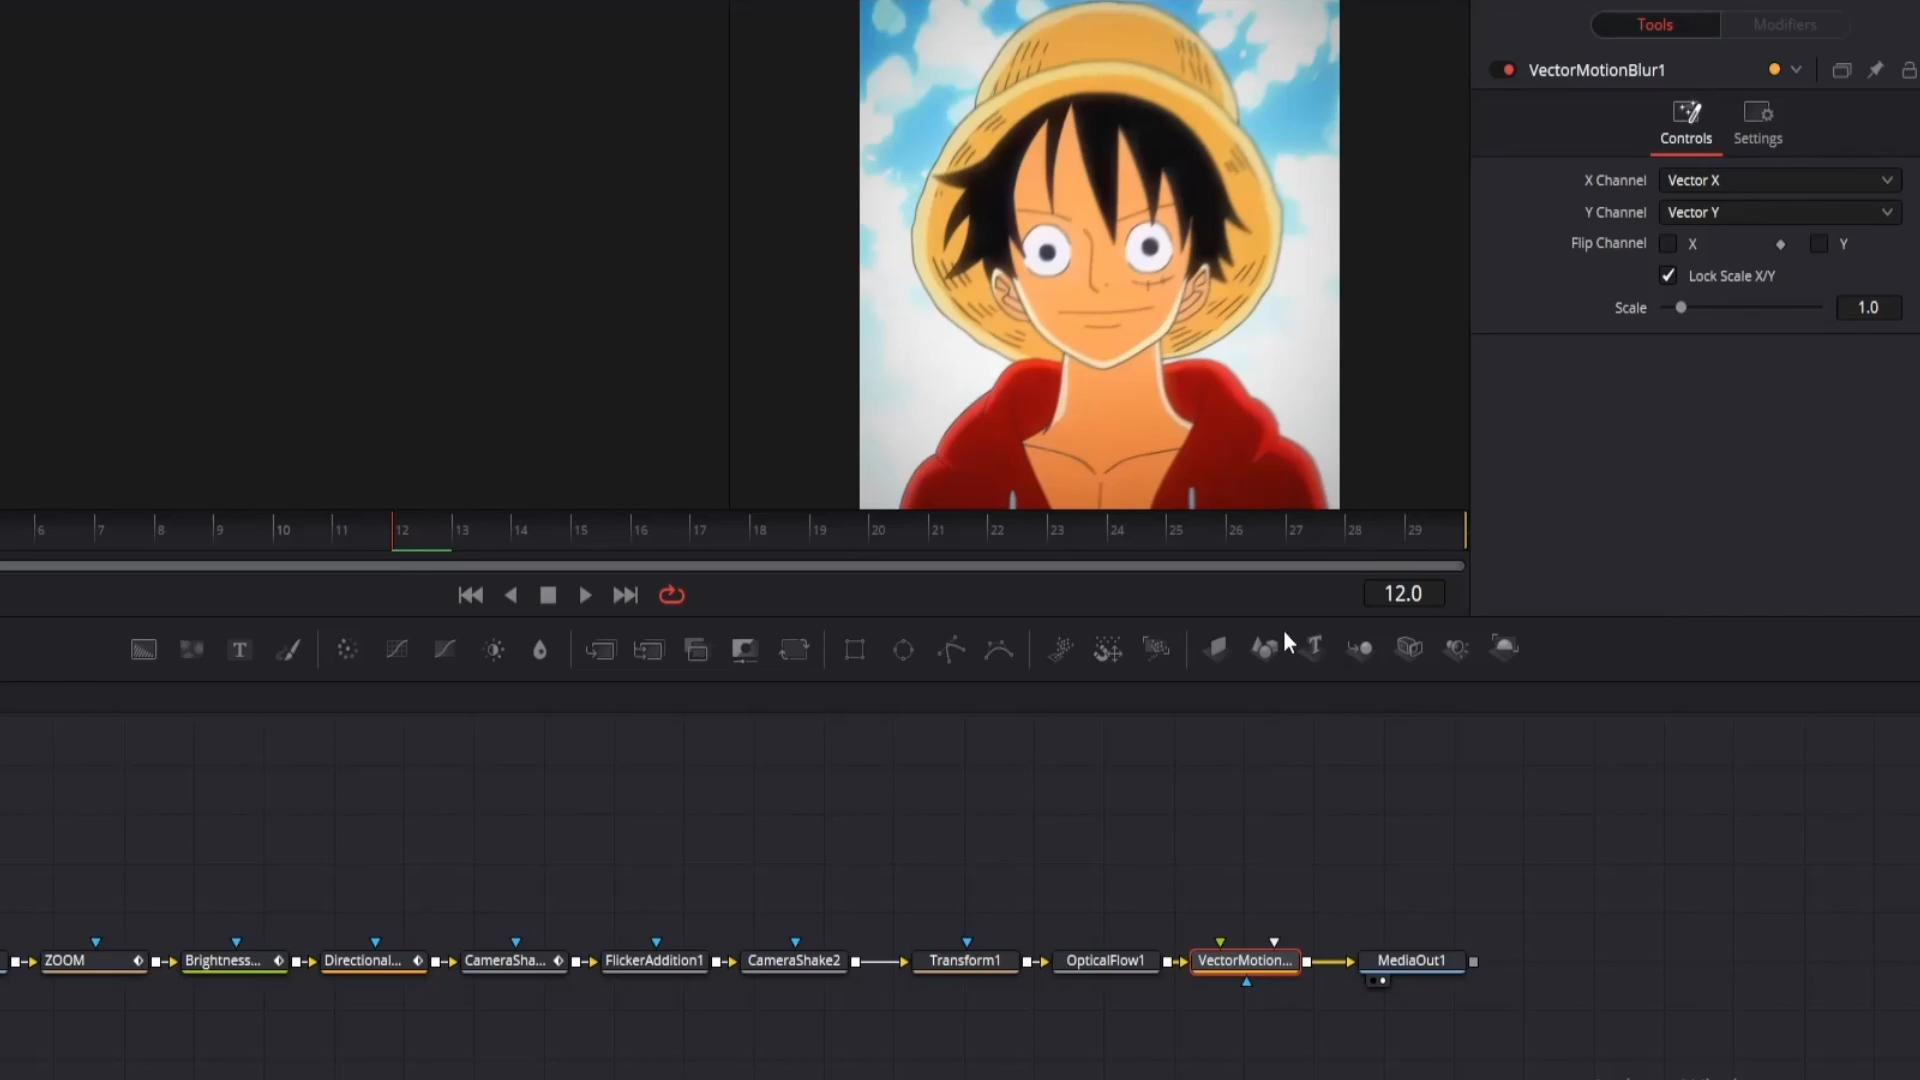 Tools Modifiers
VectorMotionBlur1
Controls Settings
X Channel Vector X
Y Channel Vector Y
Flip Channel X Y
Lock Scale X/Y
Scale 1.0
6 7 8 9 10 11 12 13 14 15 16 17 18 19 20 21 22 23 24 25 26 27 28 29
12.0
T T
ZOOM Brightness... Directional... CameraSha... FlickerAddition1 CameraShake2 Transform1 OpticalFlow1 VectorMotion... MediaOut1